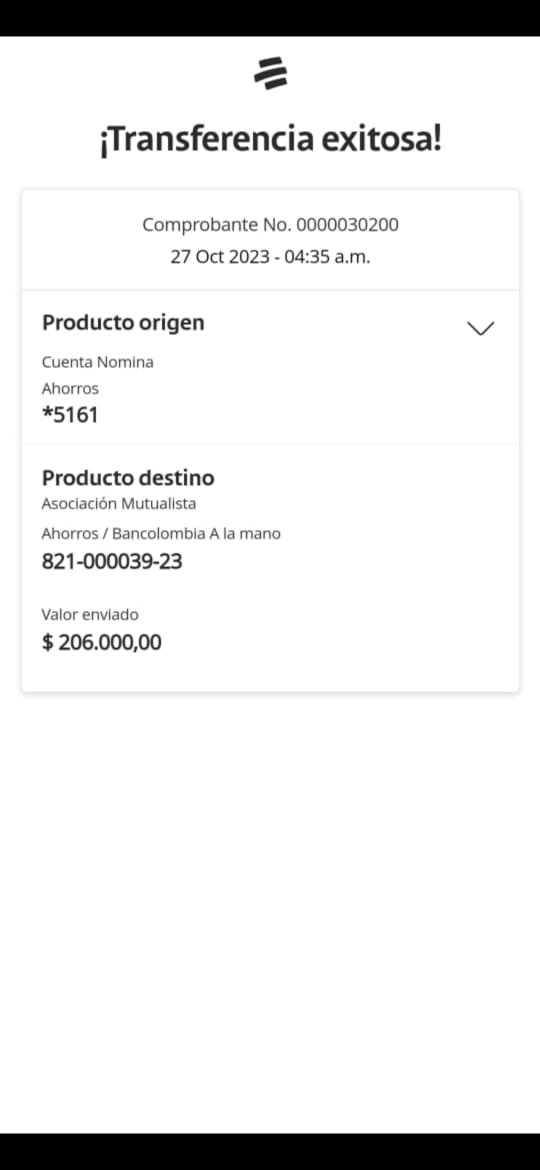 ¡Transferencia exitosa!
Comprobante No. 0000030200
27 Oct 2023 - 04:35 a.m.
Producto origen
Cuenta Nomina
Ahorros
*5161
Producto destino
Asociación Mutualista
Ahorros / Bancolombia A la mano
821-000039-23
Valor enviado
$ 206.000,00